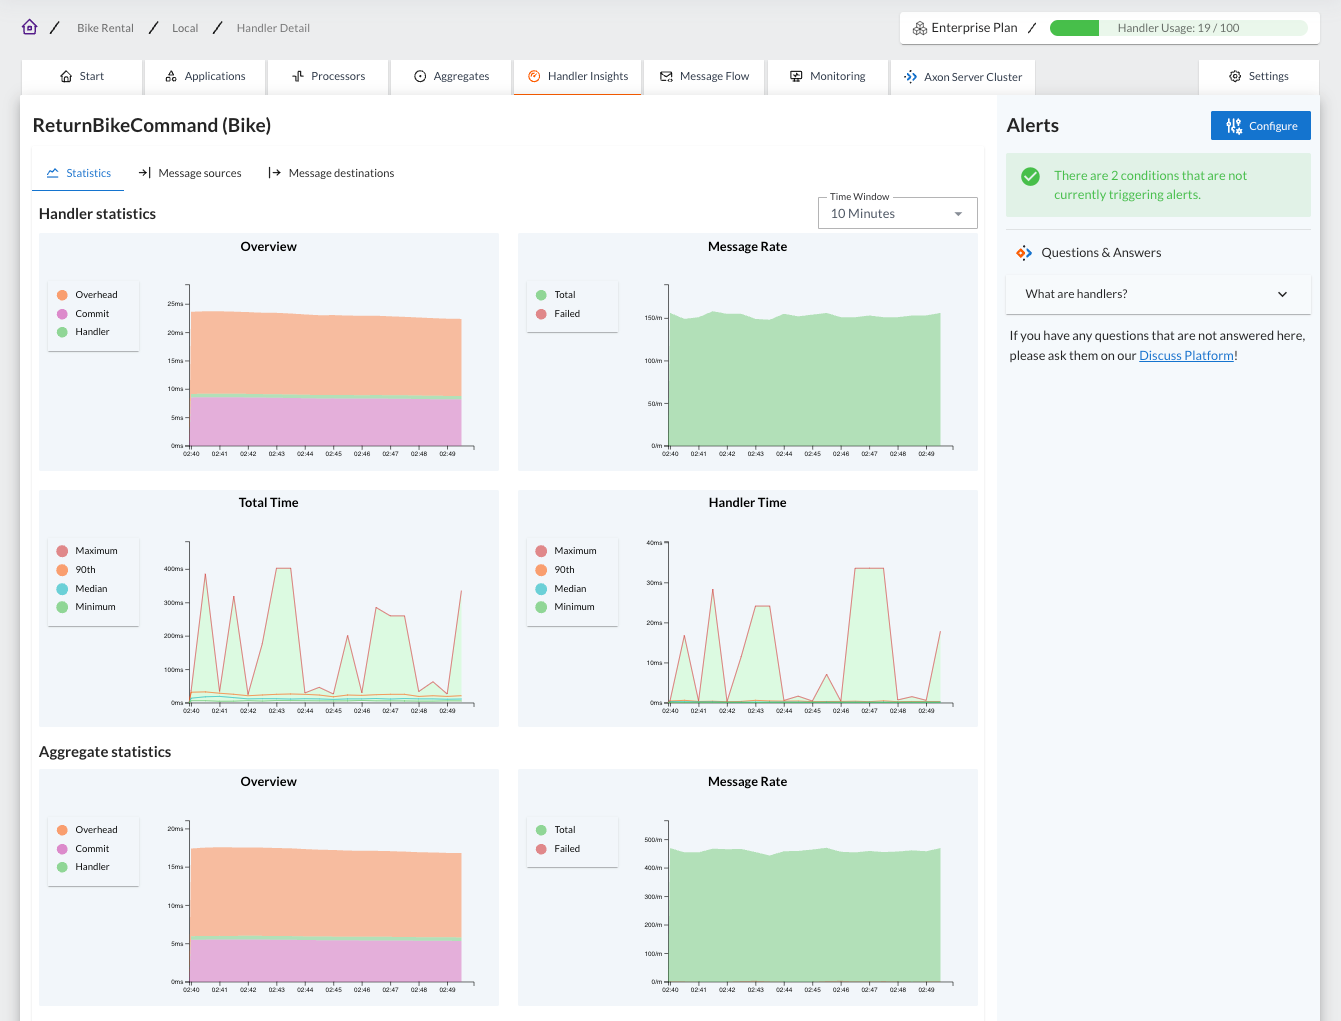 Bike Rental / Local / Handler Detail
Enterprise Plan / Handler Usage: 19 / 100
Start Applications Processors Aggregates Handler Insights Message Flow Monitoring Axon Server Cluster Settings
ReturnBikeCommand (Bike)
Statistics Message sources Message destinations
Handler statistics
Time Window
10 Minutes
Overview
Overhead
Commit
Handler
25ms
20ms
15ms
10ms
5ms
0ms
02:40 02:41 02:42 02:43 02:44 02:45 02:46 02:47 02:48 02:49
Message Rate
Total
Failed
150/m
100/m
50/m
0/m
02:40 02:41 02:42 02:43 02:44 02:45 02:46 02:47 02:48 02:49
Total Time
Maximum
90th
Median
Minimum
400ms
300ms
200ms
100ms
0ms
02:40 02:41 02:42 02:43 02:44 02:45 02:46 02:47 02:48 02:49
Handler Time
Maximum
90th
Median
Minimum
40ms
30ms
20ms
10ms
0ms
02:40 02:41 02:42 02:43 02:44 02:45 02:46 02:47 02:48 02:49
Aggregate statistics
Overview
Overhead
Commit
Handler
20ms
15ms
10ms
5ms
0ms
02:40 02:41 02:42 02:43 02:44 02:45 02:46 02:47 02:48 02:49
Message Rate
Total
Failed
500/m
400/m
300/m
200/m
100/m
0/m
02:40 02:41 02:42 02:43 02:44 02:45 02:46 02:47 02:48 02:49
Alerts
Configure
There are 2 conditions that are not
currently triggering alerts.
Questions & Answers
What are handlers?
If you have any questions that are not answered here,
please ask them on our Discuss Platform!